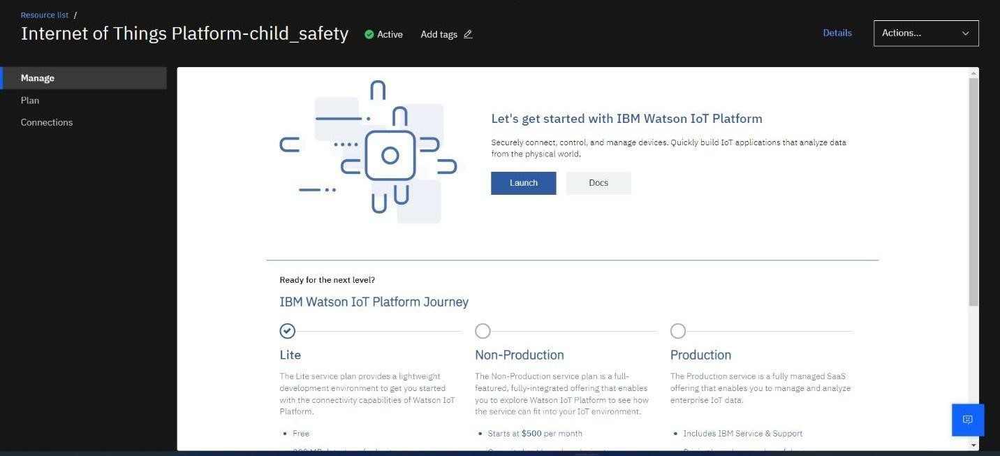 Resource list /
Internet of Things Platform-child_safety
Active
Add tags
Details
Actions...
Manage
Plan
Connections
Let's get started with IBM Watson IoT Platform
Securely connect, control, and manage devices. Quickly build IoT applications that analyze data
from the physical world.
Launch
Docs
Ready for the next level?
IBM Watson IoT Platform Journey
Lite
The Lite service plan provides a lightweight
development environment to get you started
with the connectivity capabilities of Watson IoT
Platform.
• Free
Non-Production
The Non-Production service plan is a full-
featured, fully-integrated offering that enables
you to explore Watson IoT Platform to see how
the service can fit into your IoT environment.
• Starts at $500 per month
Production
The Production service is a fully managed SaaS
offering that enables you to manage and analyze
enterprise IoT data.
• Includes IBM Service & Support